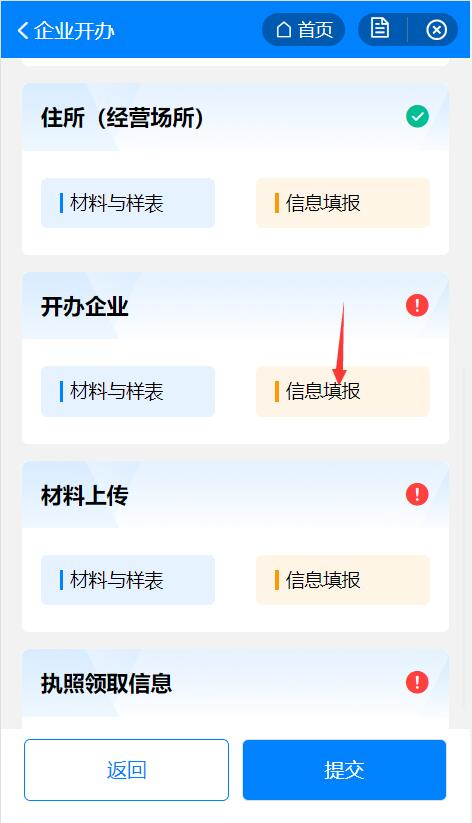 企业开办
首页
住所（经营场所）
材料与样表
信息填报
开办企业
材料与样表
信息填报
材料上传
材料与样表
信息填报
执照领取信息
返回
提交